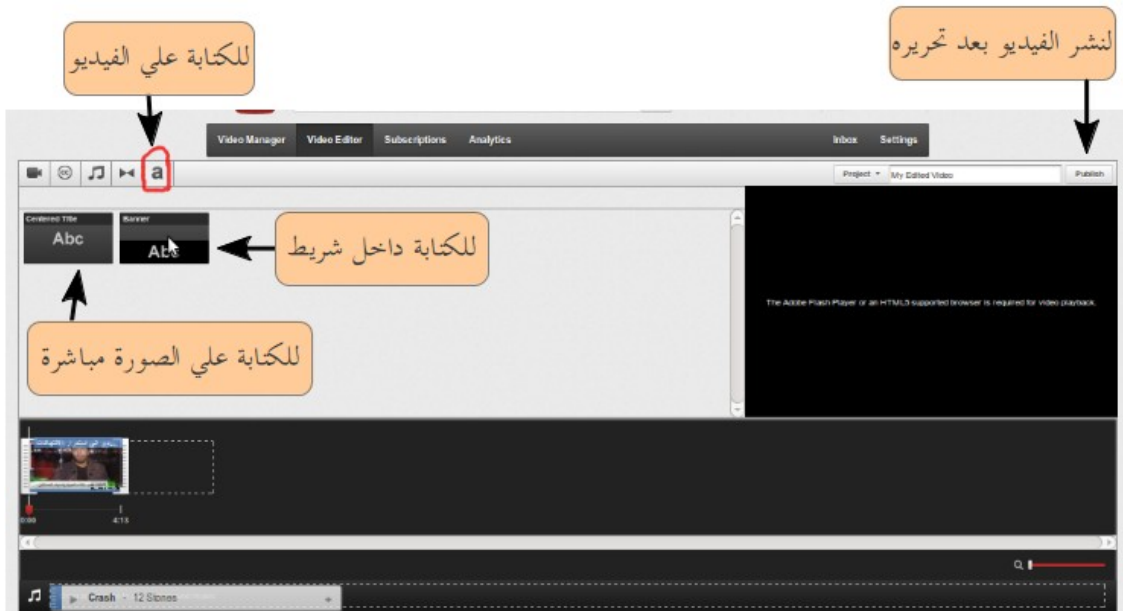 للكتابة علي الفيديو
لنشر الفيديو بعد تحريره
Video Manager Video Editor Subscriptions Analytics Inbox Settings
cc a Project My Edited Video Publish
Centered Title Banner
Abc Abc
للكتابة داخل شريط
The Adobe Flash Player or an HTML5 supported browser is required for video playback.
للكتابة علي الصورة مباشرة
0:00 4:13
Crash - 12 Stones